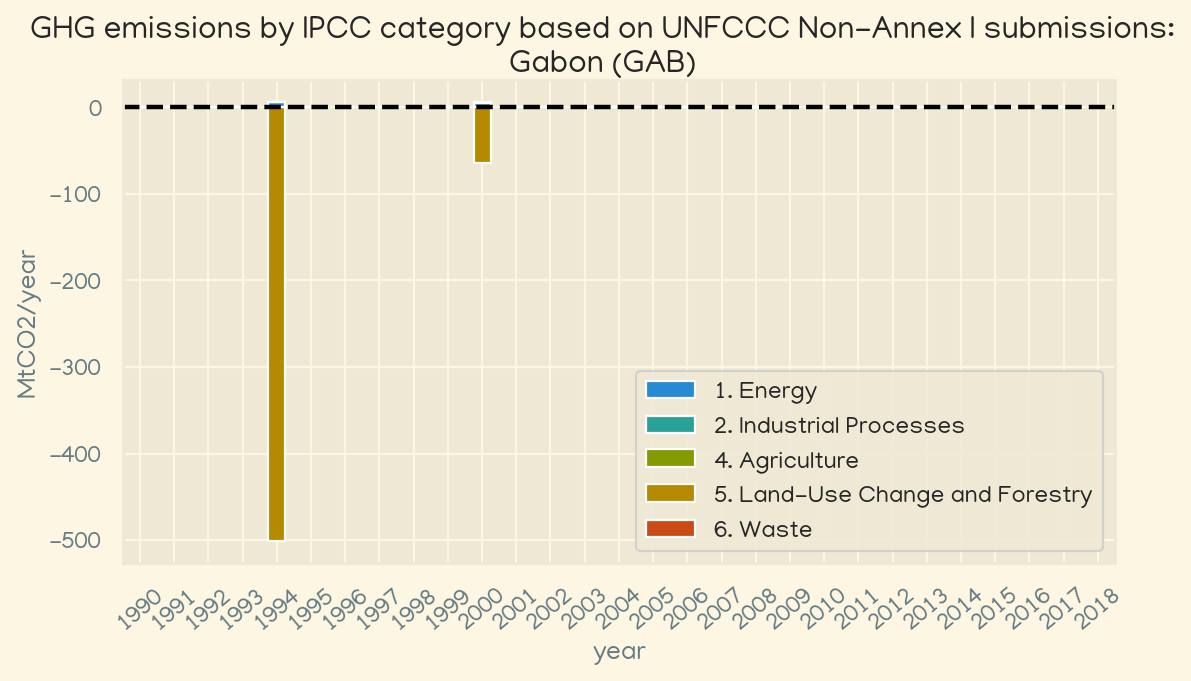 GHG emissions by IPCC category based on UNFCCC Non-Annex I submissions:
Gabon (GAB)
MtCO2/year
0
-100
-200
-300
-400
-500
1. Energy
2. Industrial Processes
4. Agriculture
5. Land-Use Change and Forestry
6. Waste
1990 1991 1992 1993 1994 1995 1996 1997 1998 1999 2000 2001 2002 2003 2004 2005 2006 2007 2008 2009 2010 2011 2012 2013 2014 2015 2016 2017 2018
year